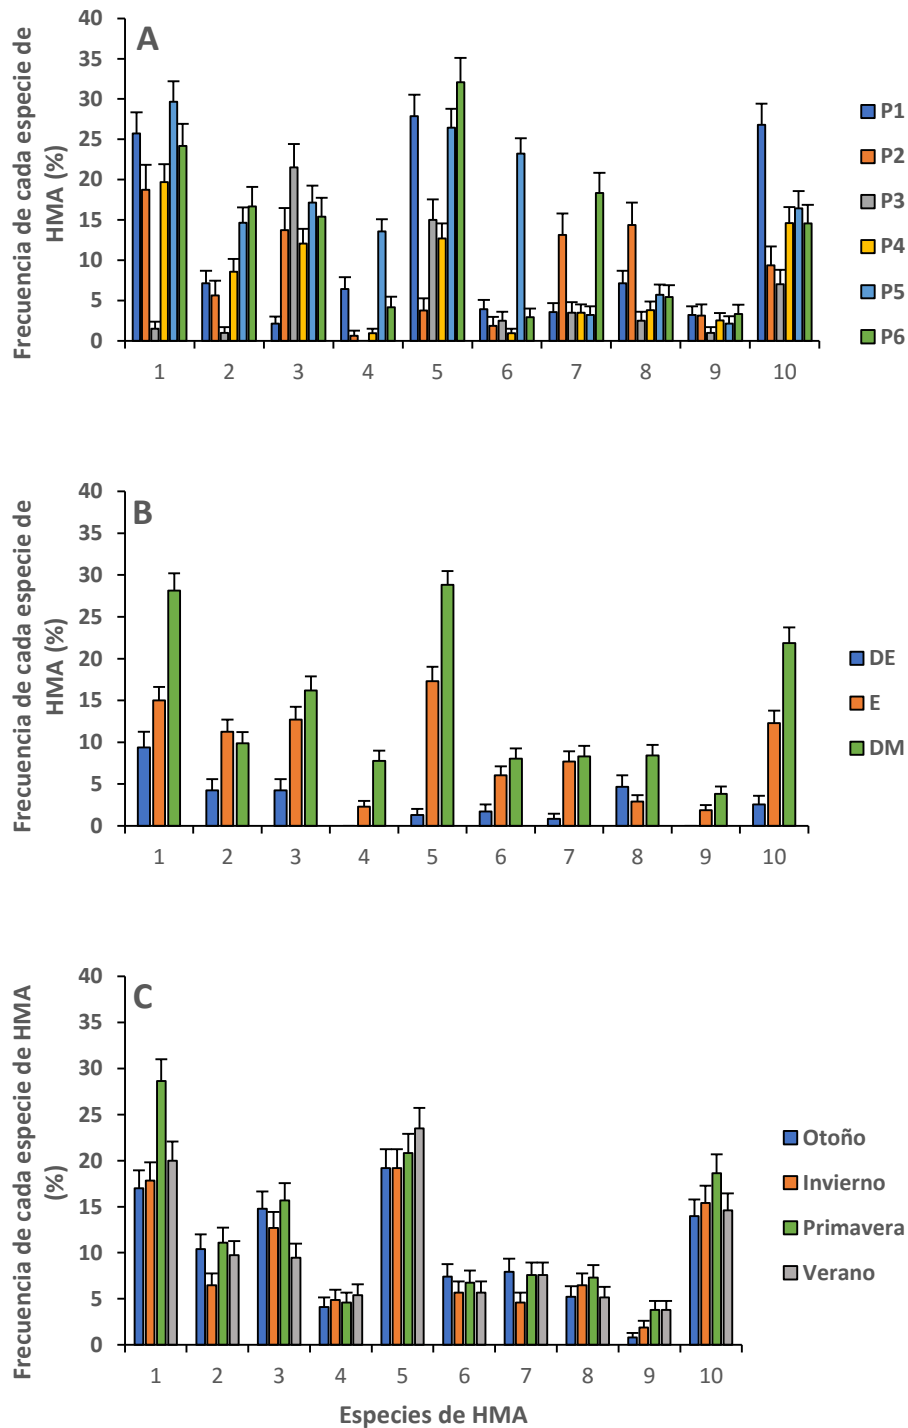 Frecuencia de cada especie de
HMA (%)
40
35
30
25
20
15
10
5
0
A
1 2 3 4 5 6 7 8 9 10
P1
P2
P3
P4
P5
P6
Frecuencia de cada especie de
HMA (%)
40
35
30
25
20
15
10
5
0
B
1 2 3 4 5 6 7 8 9 10
DE
E
DM
Frecuencia de cada especie de HMA
(%)
40
35
30
25
20
15
10
5
0
C
1 2 3 4 5 6 7 8 9 10
Especies de HMA
Otoño
Invierno
Primavera
Verano